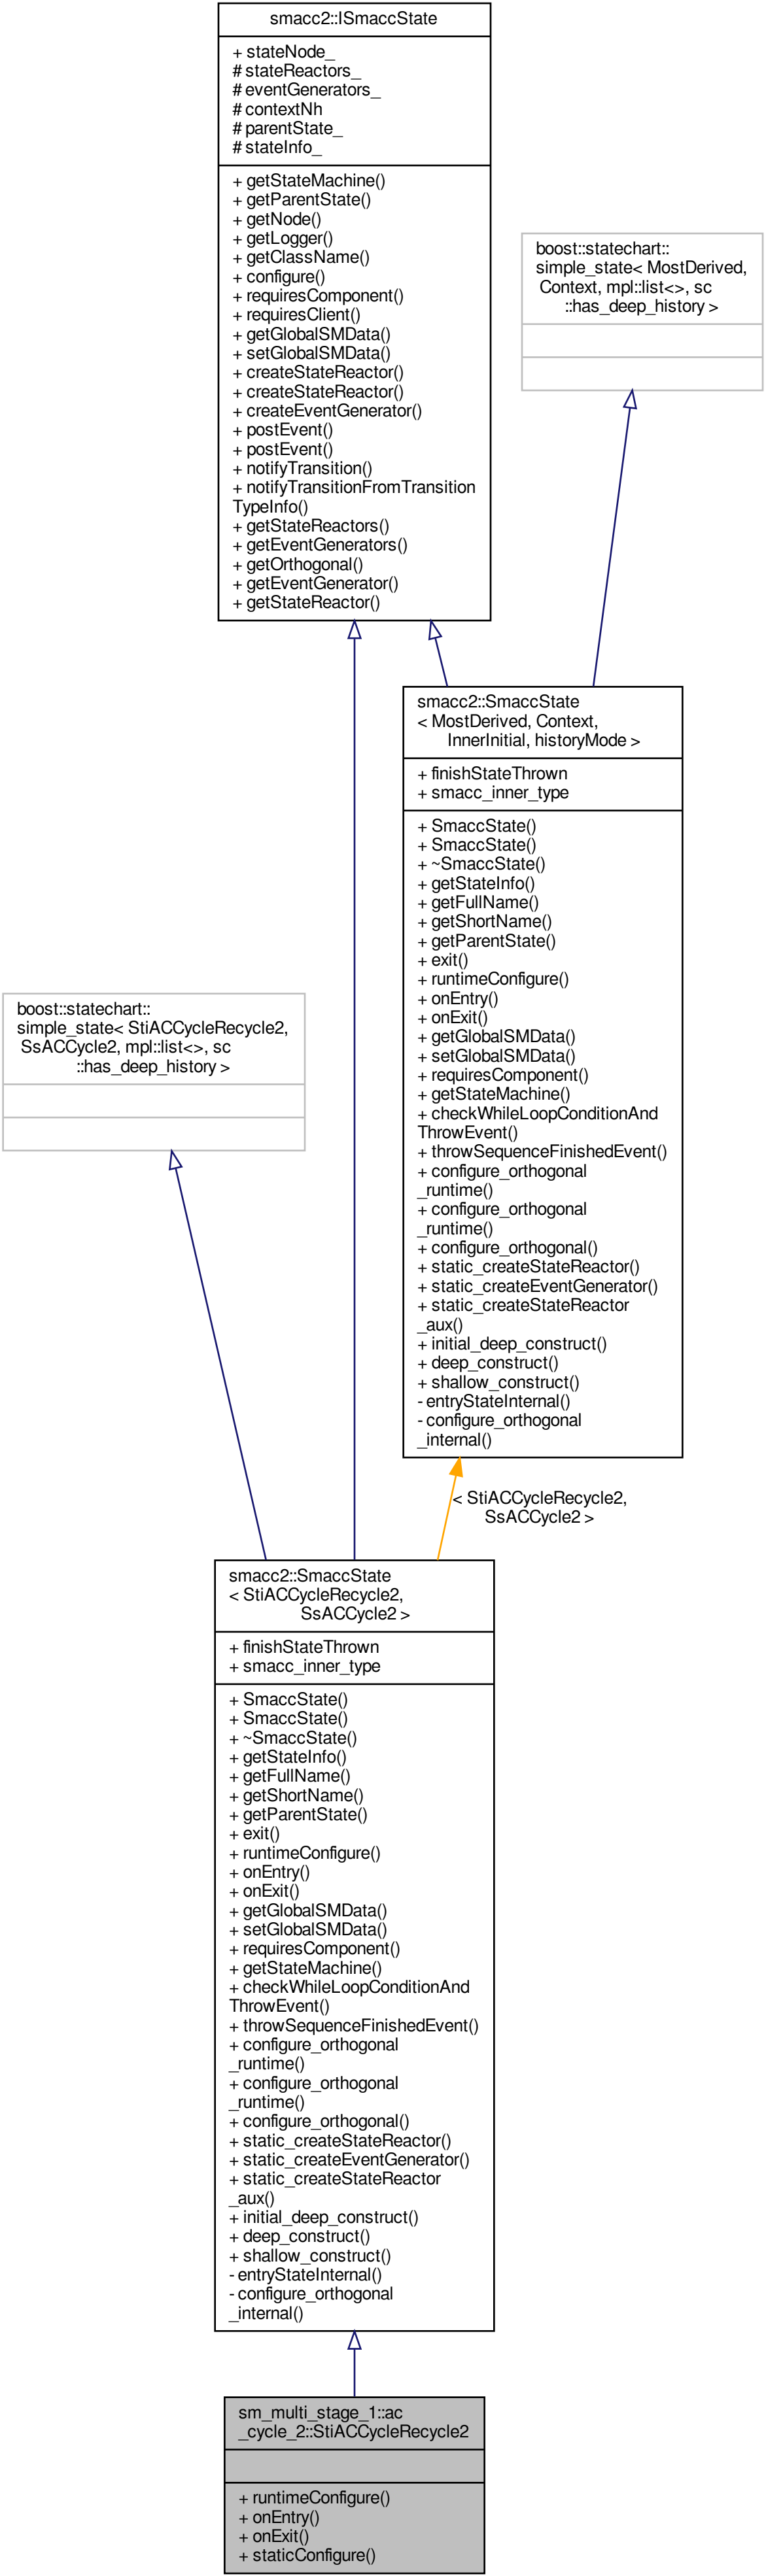 smacc2::ISmaccState
+ stateNode_
# stateReactors_
# eventGenerators_
# contextNh
# parentState_
# stateInfo_
+ getStateMachine()
+ getParentState()
+ getNode()
+ getLogger()
+ getClassName()
+ configure()
+ requiresComponent()
+ requiresClient()
+ getGlobalSMData()
+ setGlobalSMData()
+ createStateReactor()
+ createStateReactor()
+ createEventGenerator()
+ postEvent()
+ postEvent()
+ notifyTransition()
+ notifyTransitionFromTransition
TypeInfo()
+ getStateReactors()
+ getEventGenerators()
+ getOrthogonal()
+ getEventGenerator()
+ getStateReactor()
boost::statechart::
simple_state< MostDerived,
Context, mpl::list<>, sc
::has_deep_history >
smacc2::SmaccState
< MostDerived, Context,
InnerInitial, historyMode >
+ finishStateThrown
+ smacc_inner_type
+ SmaccState()
+ SmaccState()
+ ~SmaccState()
+ getStateInfo()
+ getFullName()
+ getShortName()
+ getParentState()
+ exit()
+ runtimeConfigure()
+ onEntry()
+ onExit()
+ getGlobalSMData()
+ setGlobalSMData()
+ requiresComponent()
+ getStateMachine()
+ checkWhileLoopConditionAnd
ThrowEvent()
+ throwSequenceFinishedEvent()
+ configure_orthogonal
_runtime()
+ configure_orthogonal
_runtime()
+ configure_orthogonal()
+ static_createStateReactor()
+ static_createEventGenerator()
+ static_createStateReactor
_aux()
+ initial_deep_construct()
+ deep_construct()
+ shallow_construct()
- entryStateInternal()
- configure_orthogonal
_internal()
boost::statechart::
simple_state< StiACCycleRecycle2,
SsACCycle2, mpl::list<>, sc
::has_deep_history >
< StiACCycleRecycle2,
SsACCycle2 >
smacc2::SmaccState
< StiACCycleRecycle2,
SsACCycle2 >
+ finishStateThrown
+ smacc_inner_type
+ SmaccState()
+ SmaccState()
+ ~SmaccState()
+ getStateInfo()
+ getFullName()
+ getShortName()
+ getParentState()
+ exit()
+ runtimeConfigure()
+ onEntry()
+ onExit()
+ getGlobalSMData()
+ setGlobalSMData()
+ requiresComponent()
+ getStateMachine()
+ checkWhileLoopConditionAnd
ThrowEvent()
+ throwSequenceFinishedEvent()
+ configure_orthogonal
_runtime()
+ configure_orthogonal
_runtime()
+ configure_orthogonal()
+ static_createStateReactor()
+ static_createEventGenerator()
+ static_createStateReactor
_aux()
+ initial_deep_construct()
+ deep_construct()
+ shallow_construct()
- entryStateInternal()
- configure_orthogonal
_internal()
sm_multi_stage_1::ac
_cycle_2::StiACCycleRecycle2
+ runtimeConfigure()
+ onEntry()
+ onExit()
+ staticConfigure()